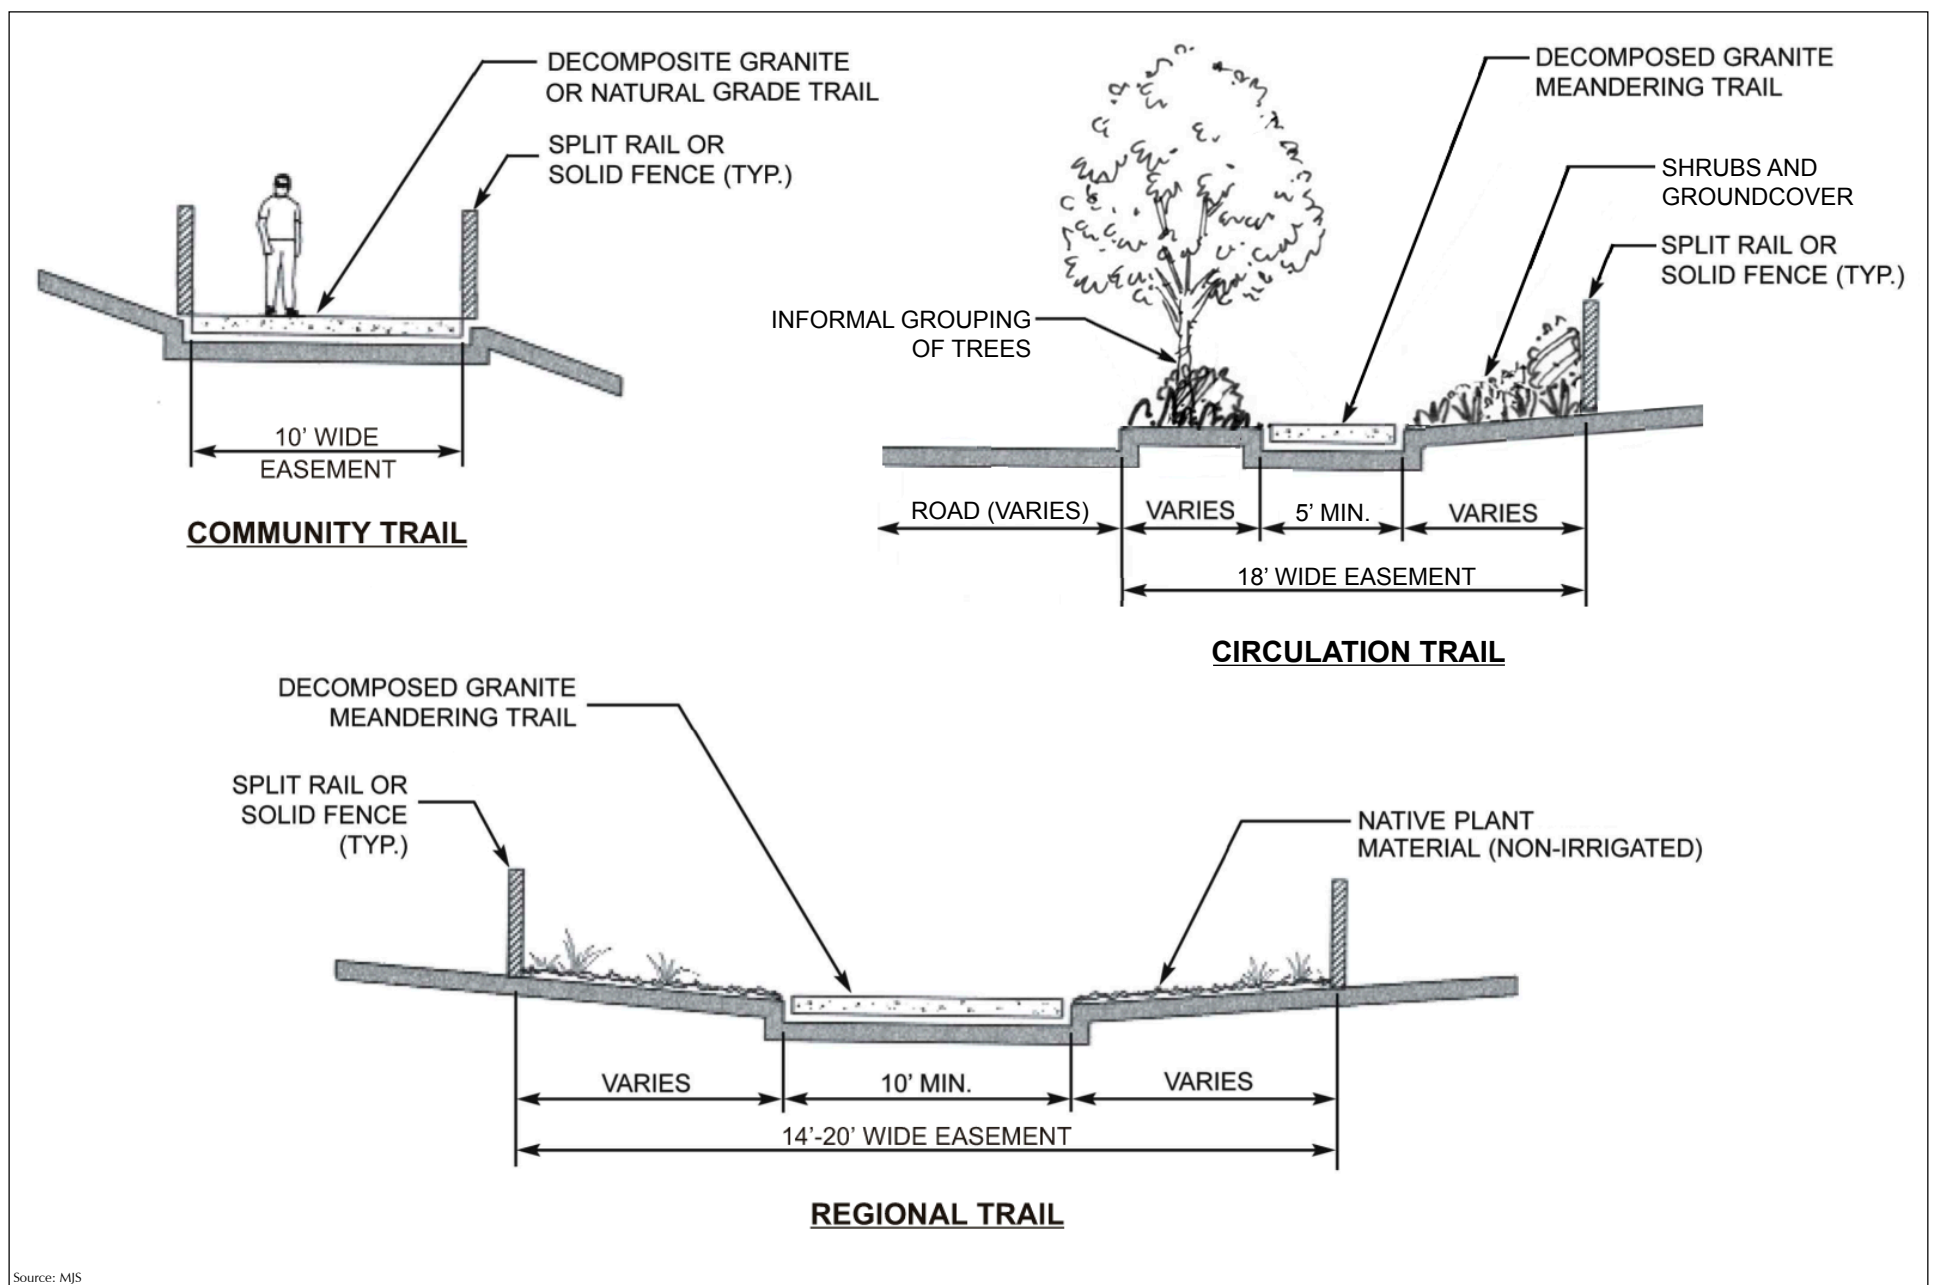 DECOMPOSITE GRANITE
OR NATURAL GRADE TRAIL
SPLIT RAIL OR
SOLID FENCE (TYP.)
10’ WIDE
EASEMENT
COMMUNITY TRAIL
DECOMPOSED GRANITE
MEANDERING TRAIL
SHRUBS AND
GROUNDCOVER
SPLIT RAIL OR
SOLID FENCE (TYP.)
INFORMAL GROUPING
OF TREES
ROAD (VARIES)
VARIES
5’ MIN.
VARIES
18’ WIDE EASEMENT
CIRCULATION TRAIL
DECOMPOSED GRANITE
MEANDERING TRAIL
SPLIT RAIL OR
SOLID FENCE
(TYP.)
NATIVE PLANT
MATERIAL (NON-IRRIGATED)
VARIES
10’ MIN.
VARIES
14’-20’ WIDE EASEMENT
REGIONAL TRAIL
Source: MJS